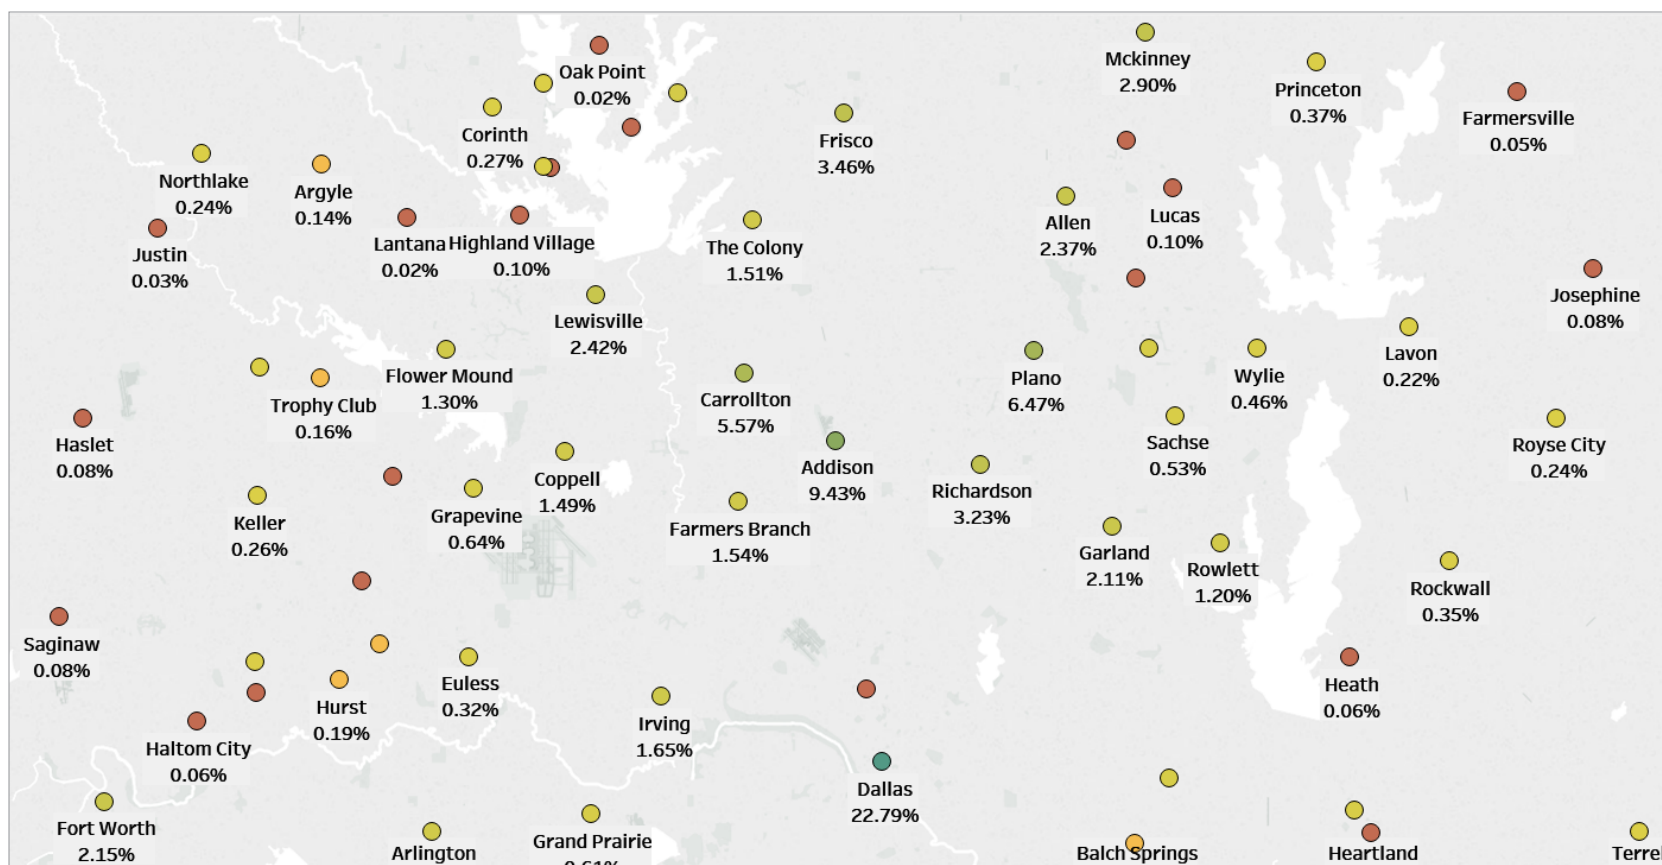 Mckinney
2.90%
Oak Point
0.02%
Princeton
0.37%
Farmersville
0.05%
Corinth
0.27%
Frisco
3.46%
Northlake
0.24%
Argyle
0.14%
Lucas
0.10%
Allen
2.37%
Justin
0.03%
Lantana
0.02%
Highland Village
0.10%
The Colony
1.51%
Josephine
0.08%
Lewisville
2.42%
Lavon
0.22%
Flower Mound
1.30%
Trophy Club
0.16%
Carrollton
5.57%
Plano
6.47%
Wylie
0.46%
Haslet
0.08%
Sachse
0.53%
Royse City
0.24%
Coppell
1.49%
Addison
9.43%
Richardson
3.23%
Keller
0.26%
Grapevine
0.64%
Farmers Branch
1.54%
Garland
2.11%
Rowlett
1.20%
Rockwall
0.35%
Saginaw
0.08%
Hurst
0.19%
Euless
0.32%
Heath
0.06%
Irving
1.65%
Haltom City
0.06%
Dallas
22.79%
Fort Worth
2.15%
Arlington
Grand Prairie
0.61%
Balch Springs
Heartland
Terrel